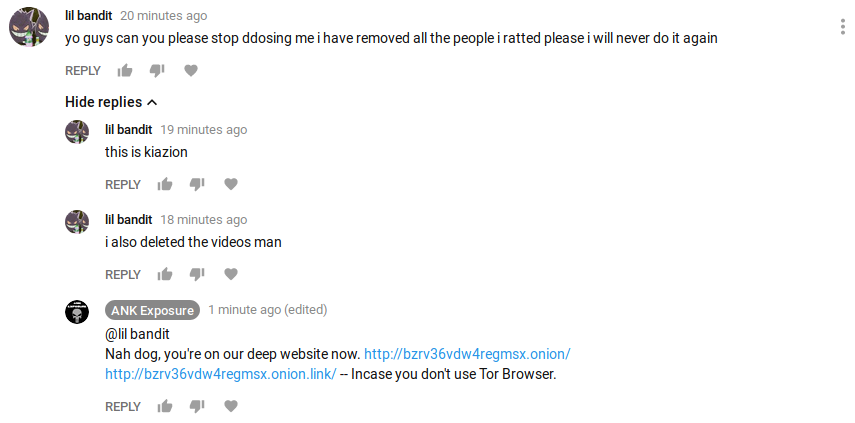 lil bandit 20 minutes ago
yo guys can you please stop ddosing me i have removed all the people i ratted please i will never do it again
REPLY
Hide replies
lil bandit 19 minutes ago
this is kiazion
REPLY
lil bandit 18 minutes ago
i also deleted the videos man
REPLY
ANK Exposure 1 minute ago (edited)
@lil bandit
Nah dog, you're on our deep website now. http://bzrv36vdw4regmsx.onion/
http://bzrv36vdw4regmsx.onion.link/ -- Incase you don't use Tor Browser.
REPLY